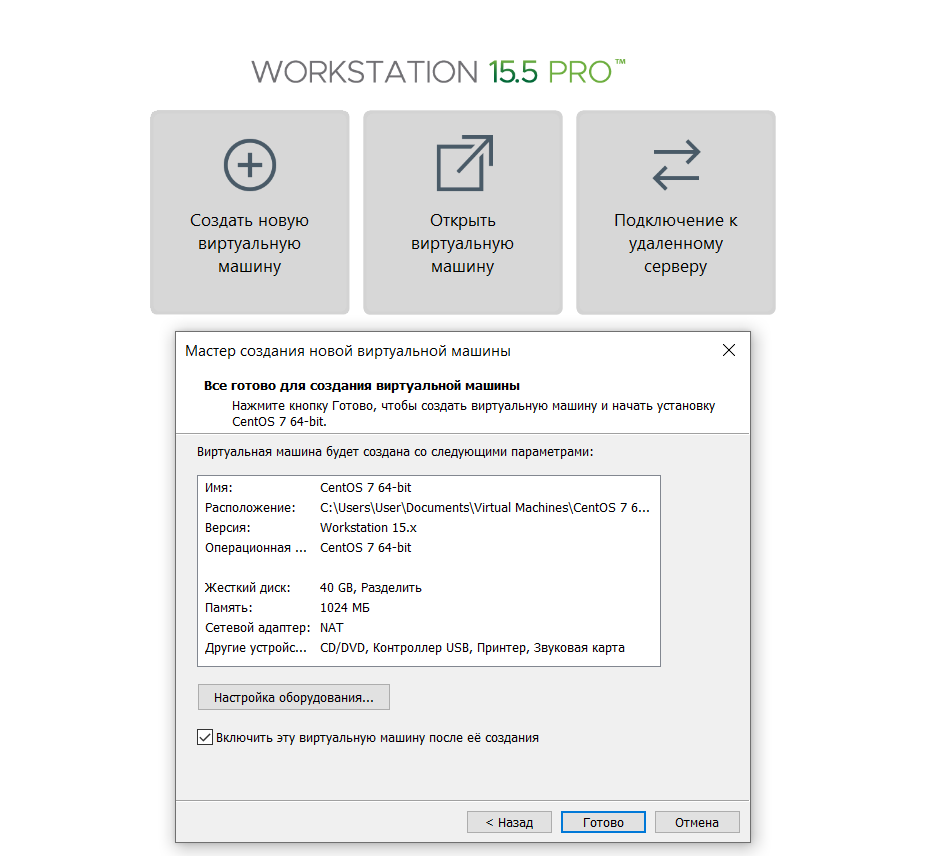 WORKSTATION 15.5 PRO™
Создать новую
виртуальную
машину
Открыть
виртуальную
машину
Подключение к
удаленному
серверу
Мастер создания новой виртуальной машины
Все готово для создания виртуальной машины
Нажмите кнопку Готово, чтобы создать виртуальную машину и начать установку
CentOS 7 64-bit.
Виртуальная машина будет создана со следующими параметрами:
Имя: CentOS 7 64-bit
Расположение: C:\Users\User\Documents\Virtual Machines\CentOS 7 6...
Версия: Workstation 15.x
Операционная ... CentOS 7 64-bit
Жесткий диск: 40 GB, Разделить
Память: 1024 МБ
Сетевой адаптер: NAT
Другие устройс... CD/DVD, Контроллер USB, Принтер, Звуковая карта
Настройка оборудования...
Включить эту виртуальную машину после её создания
< Назад Готово Отмена